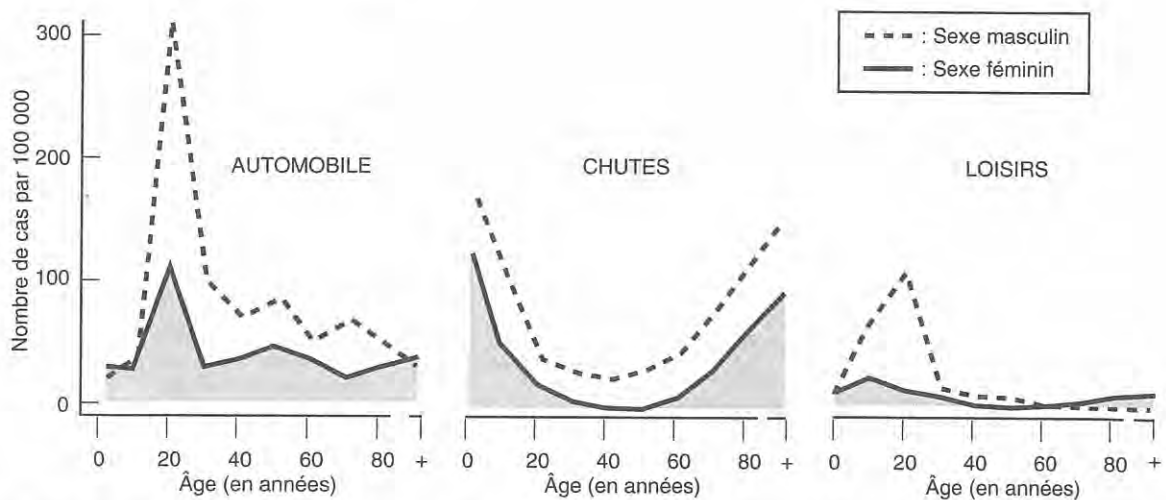 300
200
100
0
Nombre de cas par 100 000
AUTOMOBILE
0 20 40 60 80 +
Âge (en années)
CHUTES
0 20 40 60 80 +
Âge (en années)
: Sexe masculin
: Sexe féminin
LOISIRS
0 20 40 60 80 +
Âge (en années)